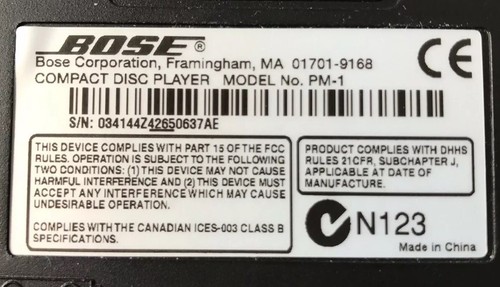 BOSE®
Bose Corporation, Framingham, MA 01701-9168
COMPACT DISC PLAYER MODEL No. PM-1
CE
S/N: 034144Z42650637AE
THIS DEVICE COMPLIES WITH PART 15 OF THE FCC
RULES. OPERATION IS SUBJECT TO THE FOLLOWING
TWO CONDITIONS: (1) THIS DEVICE MAY NOT CAUSE
HARMFUL INTERFERENCE AND (2) THIS DEVICE MUST
ACCEPT ANY INTERFERENCE WHICH MAY CAUSE
UNDESIRABLE OPERATION.
COMPLIES WITH THE CANADIAN ICES-003 CLASS B
SPECIFICATIONS.
PRODUCT COMPLIES WITH DHHS
RULES 21CFR, SUBCHAPTER J,
APPLICABLE AT DATE OF
MANUFACTURE.
N123
Made in China